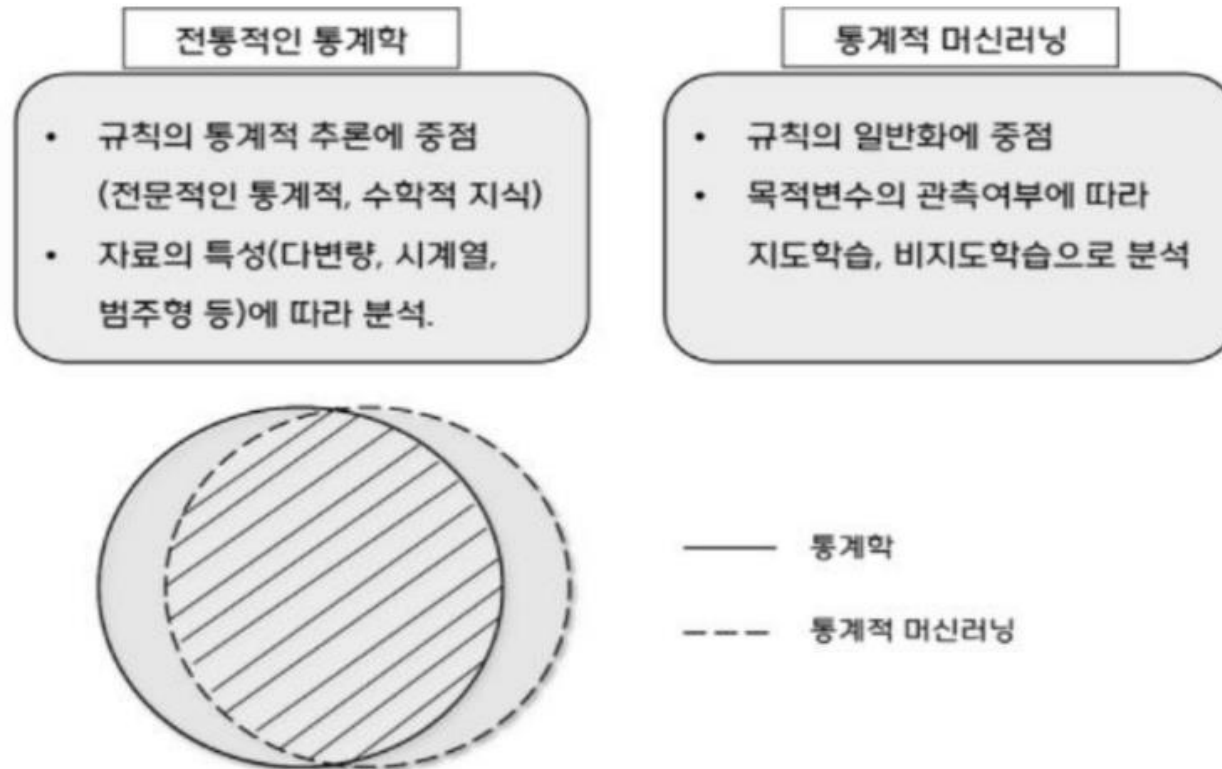 전통적인 통계학
• 규칙의 통계적 추론에 중점
(전문적인 통계적, 수학적 지식)
• 자료의 특성(다변량, 시계열,
범주형 등)에 따라 분석.
통계적 머신러닝
• 규칙의 일반화에 중점
• 목적변수의 관측여부에 따라
지도학습, 비지도학습으로 분석
통계학
통계적 머신러닝